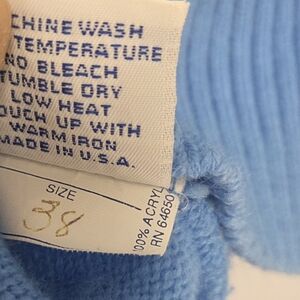 CHINE WASH
TEMPERATURE
NO BLEACH
TUMBLE DRY
LOW HEAT
OUCH UP WITH
WARM IRON
MADE IN U.S.A.
SIZE
38
100% ACRYL
RN 64650